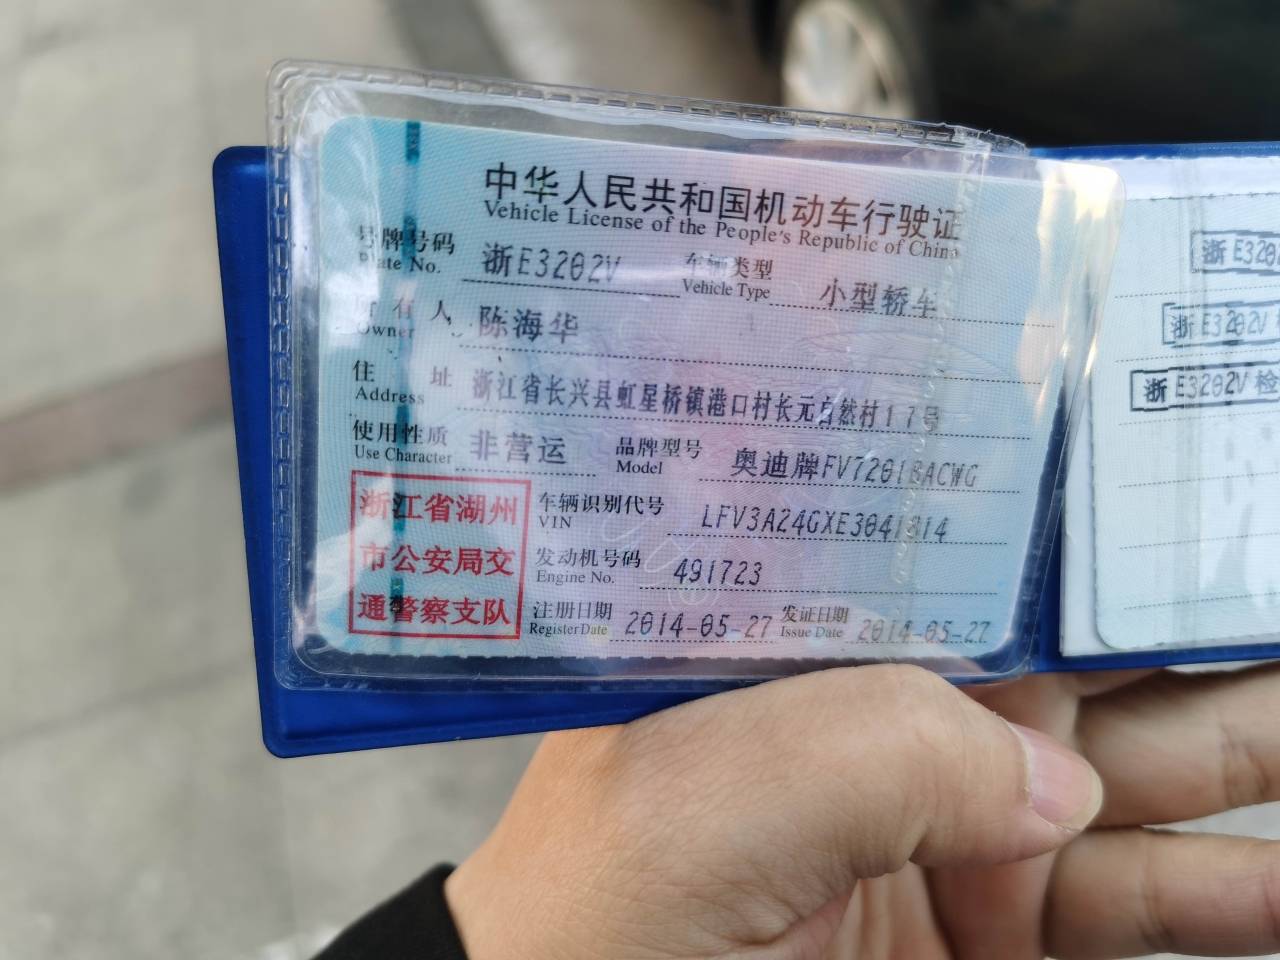 中华人民共和国机动车行驶证
Vehicle License of the People's Republic of China
号牌号码 浙E3202V 车辆类型 小型轿车
Plate No. Vehicle Type
所有人 陈海华
Owner
住址 浙江省长兴县虹星桥镇港口村长元自然村17号
Address
使用性质 非营运 品牌型号 奥迪牌FV7201BACWG
Use Character Model
浙江省湖州
市公安局交
通警察支队
车辆识别代号
VIN LFV3A24GXE3041814
发动机号码 491723
Engine No.
注册日期 2014-05-27 发证日期 2014-05-27
Register Date Issue Date
浙E320
浙E3202V
浙E3202V 检